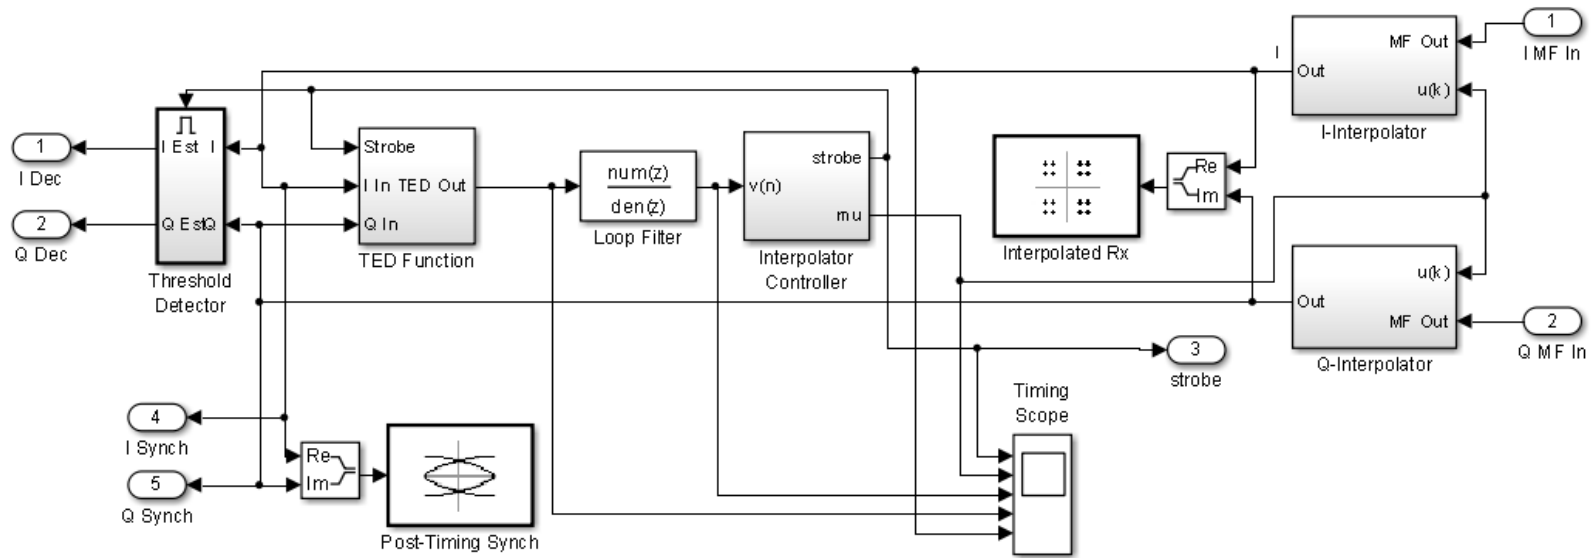 1
I MF In
MF Out
I
Out
u(k)
I-Interpolator
1
I Dec
I Est I
2
Q Dec
Q EstQ
Threshold
Detector
Strobe
I In TED Out
Q In
TED Function
num(z)
den(z)
Loop Filter
strobe
v(n)
mu
Interpolator
Controller
Interpolated Rx
Re
Im
u(k)
Out
MF Out
Q-Interpolator
2
Q MF In
3
strobe
Timing
Scope
4
I Synch
5
Q Synch
Re
Im
Post-Timing Synch